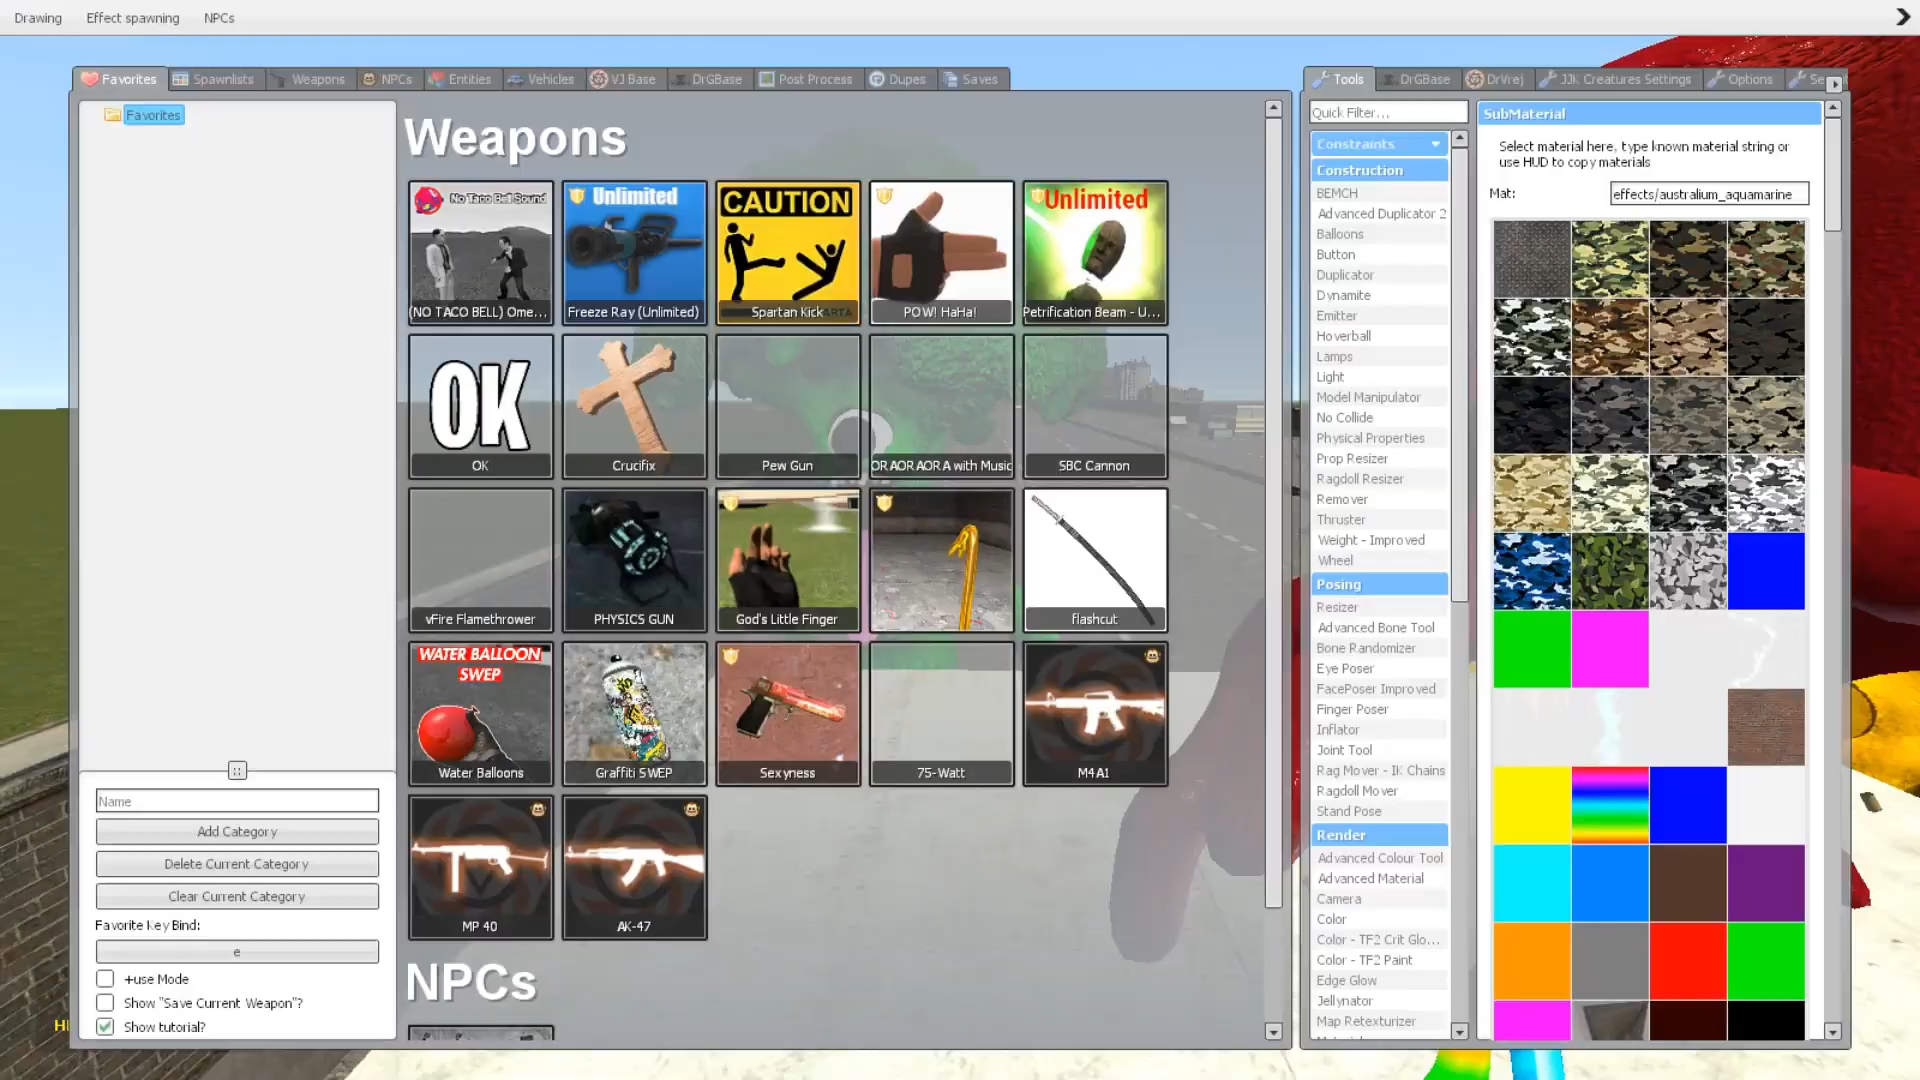 Drawing Effect spawning NPCs
Favorites Spawnlists Weapons NPCs Entities Vehicles VJ Base DrGBase Post Process Dupes Saves
Favorites
Weapons
No Taco Bell Sound
(NO TACO BELL) Ome...
Unlimited
Freeze Ray (Unlimited)
CAUTION
Spartan Kick
POW! HaHa!
Unlimited
Petrification Beam - U...
OK
OK
Crucifix
Pew Gun
ORAORAORA with Music
SBC Cannon
vFire Flamethrower
PHYSICS GUN
God's Little Finger
flashcut
WATER BALLOON
SWEP
Water Balloons
Graffiti SWEP
Sexyness
75-Watt
M4A1
MP 40
AK-47
NPCs
Name
Add Category
Delete Current Category
Clear Current Category
Favorite Key Bind:
e
+use Mode
Show "Save Current Weapon"?
Show tutorial?
Tools DrGBase DrVrej JJK Creatures Settings Options
Quick Filter...
Constraints
Construction
BEMCH
Advanced Duplicator 2
Balloons
Button
Duplicator
Dynamite
Emitter
Hoverball
Lamps
Light
Model Manipulator
No Collide
Physical Properties
Prop Resizer
Ragdoll Resizer
Remover
Thruster
Weight - Improved
Wheel
Posing
Resizer
Advanced Bone Tool
Bone Randomizer
Eye Poser
FacePoser Improved
Finger Poser
Inflator
Joint Tool
Rag Mover - IK Chains
Ragdoll Mover
Stand Pose
Render
Advanced Colour Tool
Advanced Material
Camera
Color
Color - TF2 Crit Glo...
Color - TF2 Paint
Edge Glow
Jellynator
Map Retexturizer
SubMaterial
Select material here, type known material string or
use HUD to copy materials
Mat: effects/australium_aquamarine